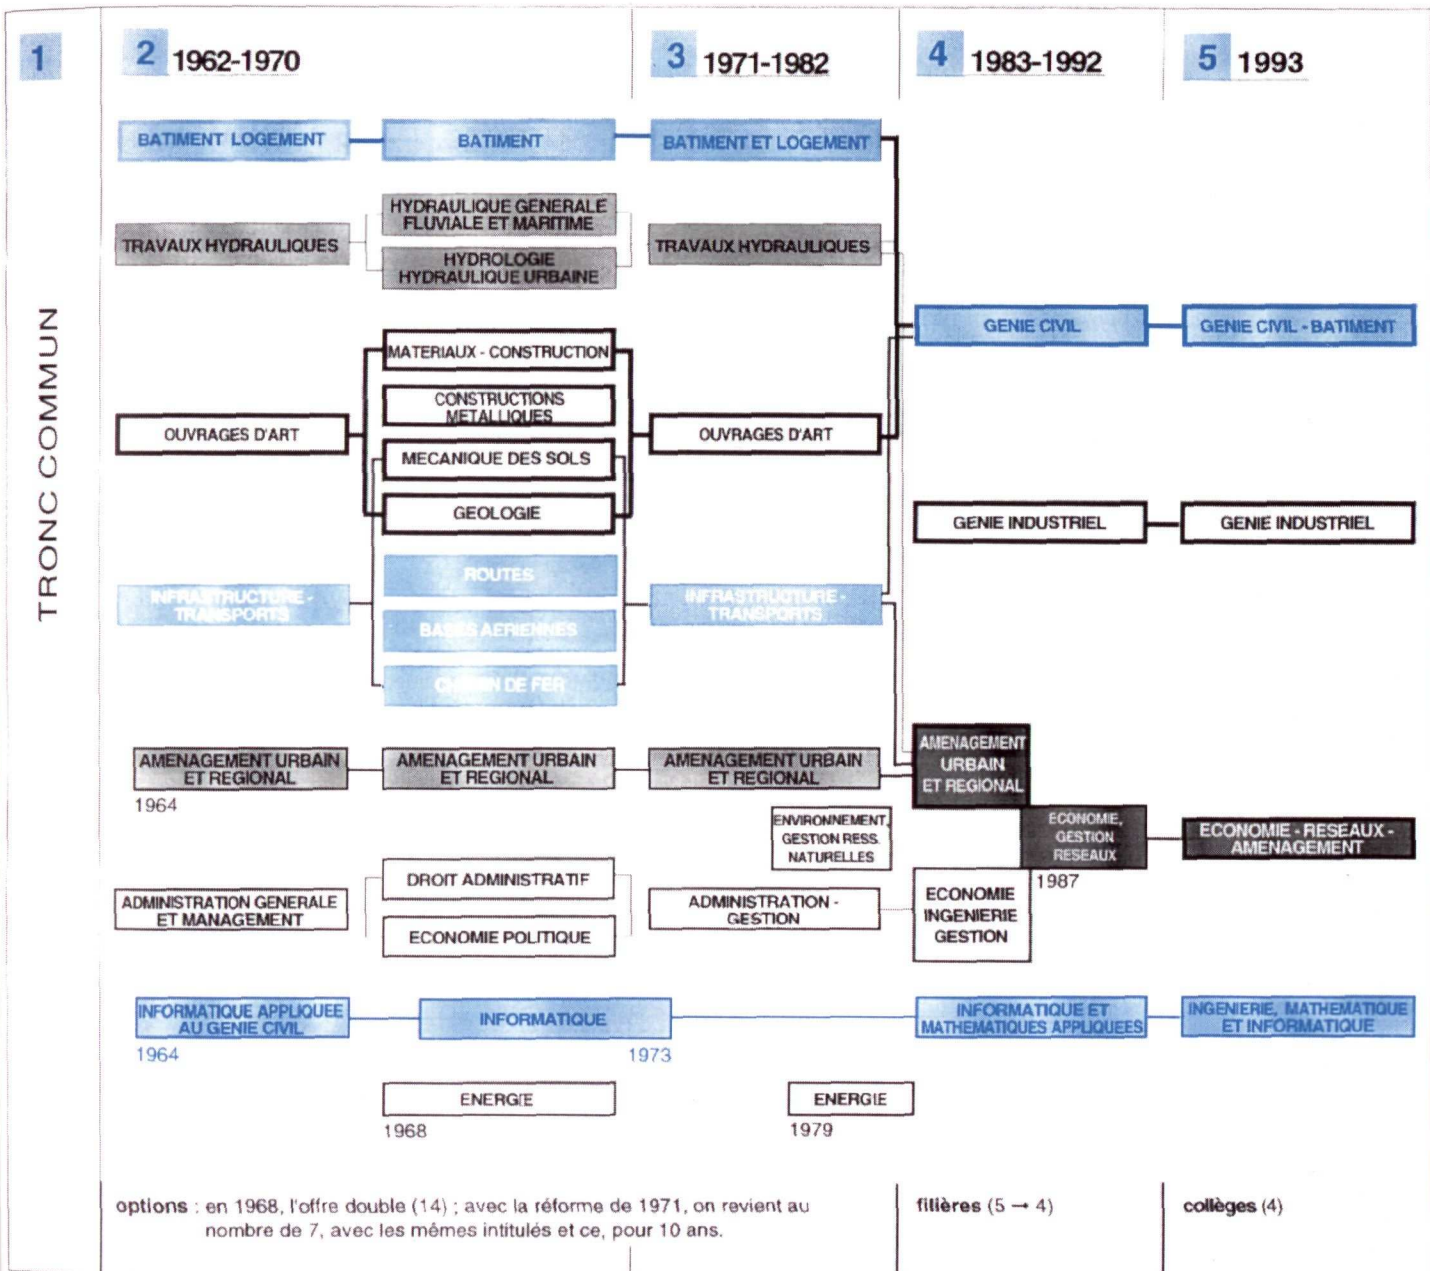 1
2 1962-1970
3 1971-1982
4 1983-1992
5 1993
TRONC COMMUN
BATIMENT LOGEMENT
BATIMENT
BATIMENT ET LOGEMENT
TRAVAUX HYDRAULIQUES
HYDRAULIQUE GENERALE
FLUVIALE ET MARITIME
HYDROLOGIE
HYDRAULIQUE URBAINE
TRAVAUX HYDRAULIQUES
GENIE CIVIL
GENIE CIVIL - BATIMENT
OUVRAGES D'ART
MATERIAUX - CONSTRUCTION
CONSTRUCTIONS
METALLIQUES
MECANIQUE DES SOLS
GEOLOGIE
OUVRAGES D'ART
GENIE INDUSTRIEL
GENIE INDUSTRIEL
INFRASTRUCTURE -
TRANSPORTS
ROUTES
BASES AERIENNES
CHEMIN DE FER
INFRASTRUCTURE -
TRANSPORTS
AMENAGEMENT URBAIN
ET REGIONAL
1964
AMENAGEMENT URBAIN
ET REGIONAL
AMENAGEMENT URBAIN
ET REGIONAL
AMENAGEMENT
URBAIN
ET REGIONAL
ENVIRONNEMENT,
GESTION RESS.
NATURELLES
ECONOMIE,
GESTION
RESEAUX
1987
ECONOMIE - RESEAUX -
AMENAGEMENT
ADMINISTRATION GENERALE
ET MANAGEMENT
DROIT ADMINISTRATIF
ECONOMIE POLITIQUE
ADMINISTRATION -
GESTION
ECONOMIE
INGENIERIE
GESTION
INFORMATIQUE APPLIQUEE
AU GENIE CIVIL
1964
INFORMATIQUE
1973
INFORMATIQUE ET
MATHEMATIQUES APPLIQUEES
INGENIERIE, MATHEMATIQUE
ET INFORMATIQUE
ENERGIE
1968
ENERGIE
1979
options : en 1968, l'offre double (14) ; avec la réforme de 1971, on revient au
nombre de 7, avec les mêmes intitulés et ce, pour 10 ans.
filières (5 → 4)
collèges (4)